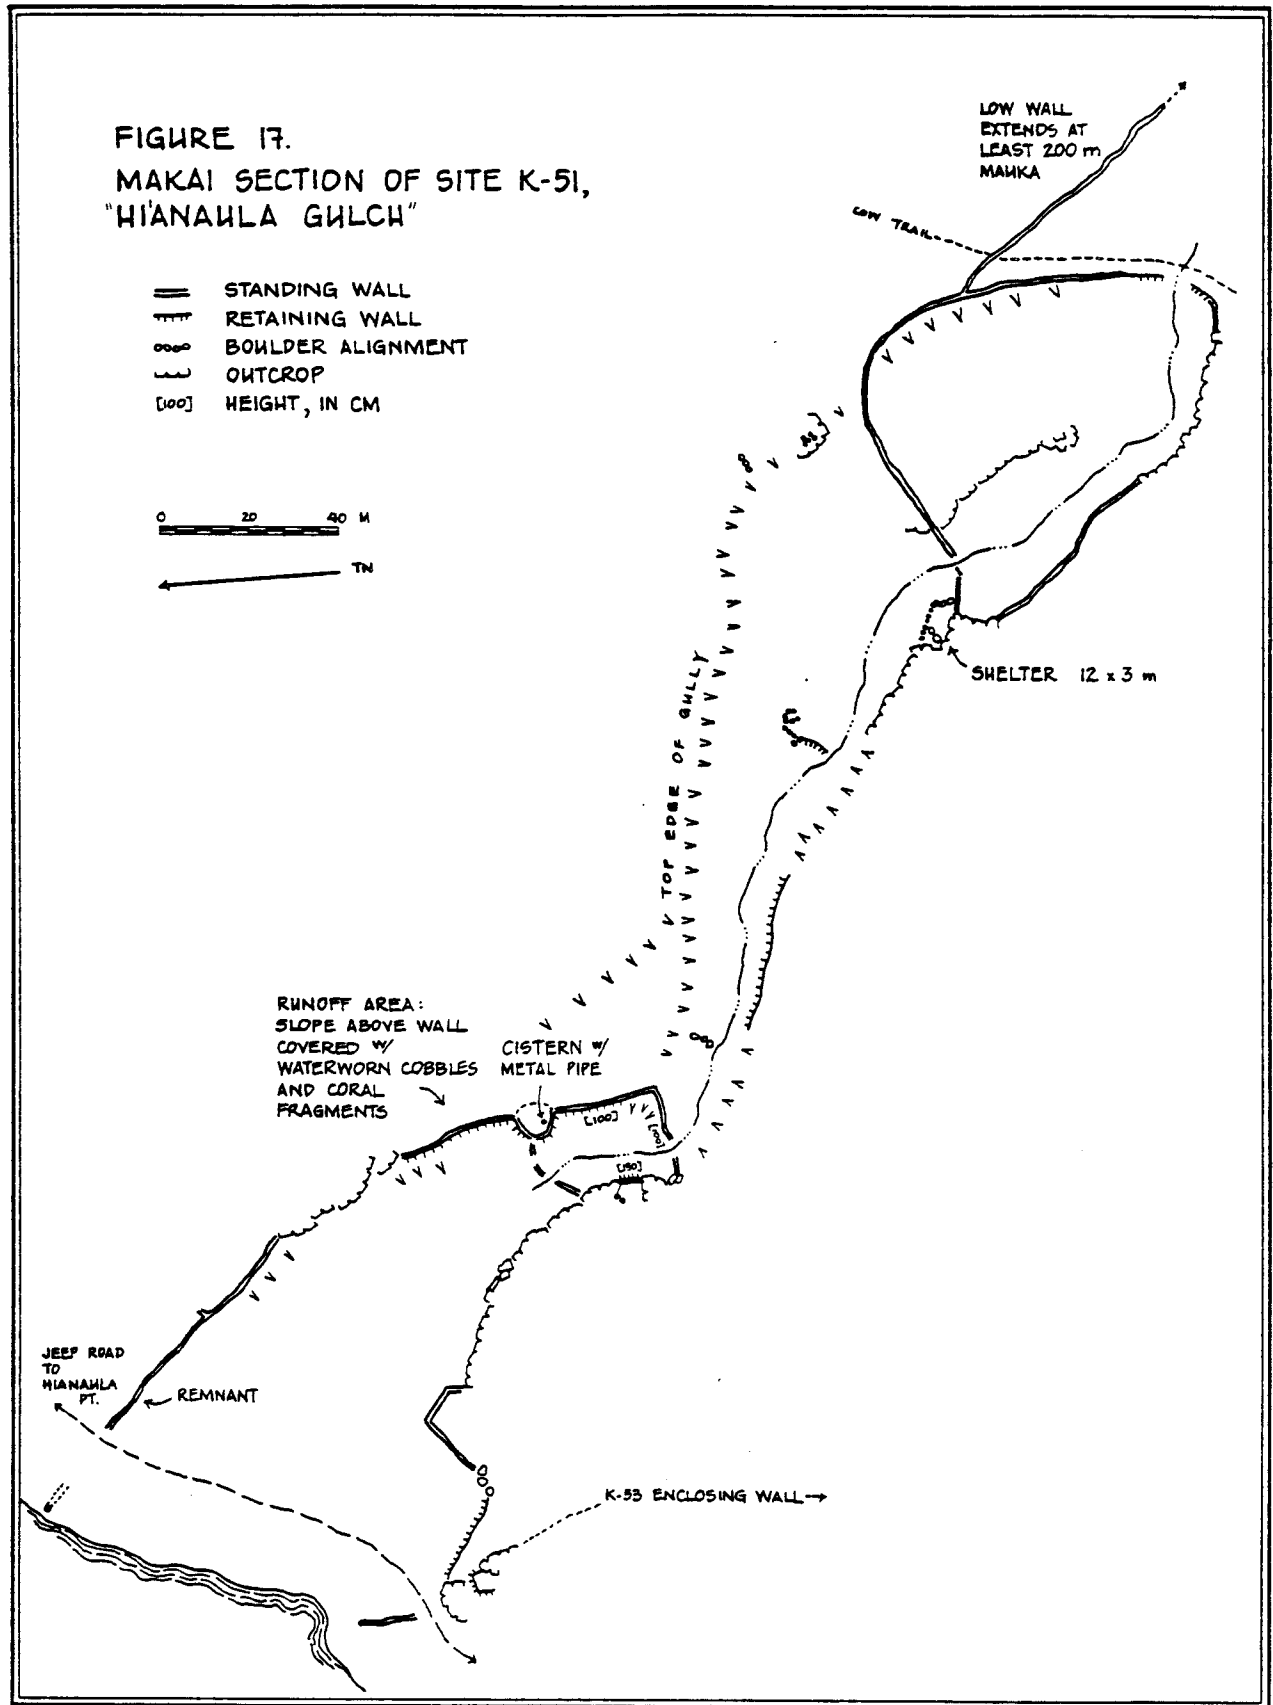 FIGURE 17.
MAKAI SECTION OF SITE K-51,
"HI'ANAULA GULCH"
STANDING WALL
RETAINING WALL
BOULDER ALIGNMENT
OUTCROP
[100] HEIGHT, IN CM
0 20 40 M
TN
LOW WALL
EXTENDS AT
LEAST 200 m
MAUKA
COW TRAIL
SHELTER 12 x 3 m
TOP EDGE OF GULLY
RUNOFF AREA:
SLOPE ABOVE WALL
COVERED W/
WATERWORN COBBLES
AND CORAL
FRAGMENTS
CISTERN W/
METAL PIPE
[100]
[100]
[150]
JEEP ROAD
TO
HIANAULA
PT.
REMNANT
K-53 ENCLOSING WALL